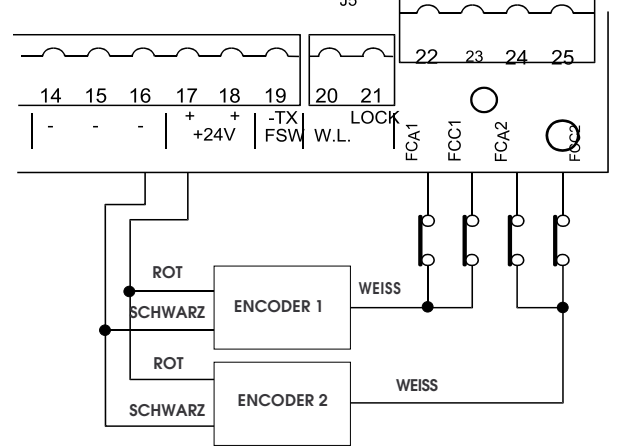 J5
22 23 24 25
14 15 16 17 18 19 20 21
- - - + + -TX LOCK
+24V FSW W.L.
FCA1 FCC1 FCA2 FCC2
ROT
WEISS
ENCODER 1
SCHWARZ
ROT
WEISS
ENCODER 2
SCHWARZ